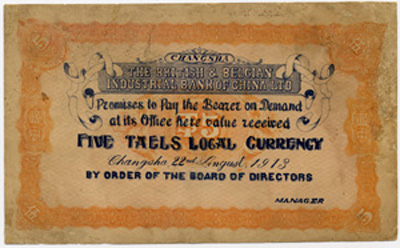 CHANGSHA
THE BRITISH & BELGIAN
INDUSTRIAL BANK OF CHINA, LTD
Promises to Pay the Bearer on Demand
at its Office here value received
FIVE TAELS LOCAL CURRENCY
Changsha, 22nd August, 1913
BY ORDER OF THE BOARD OF DIRECTORS
MANAGER